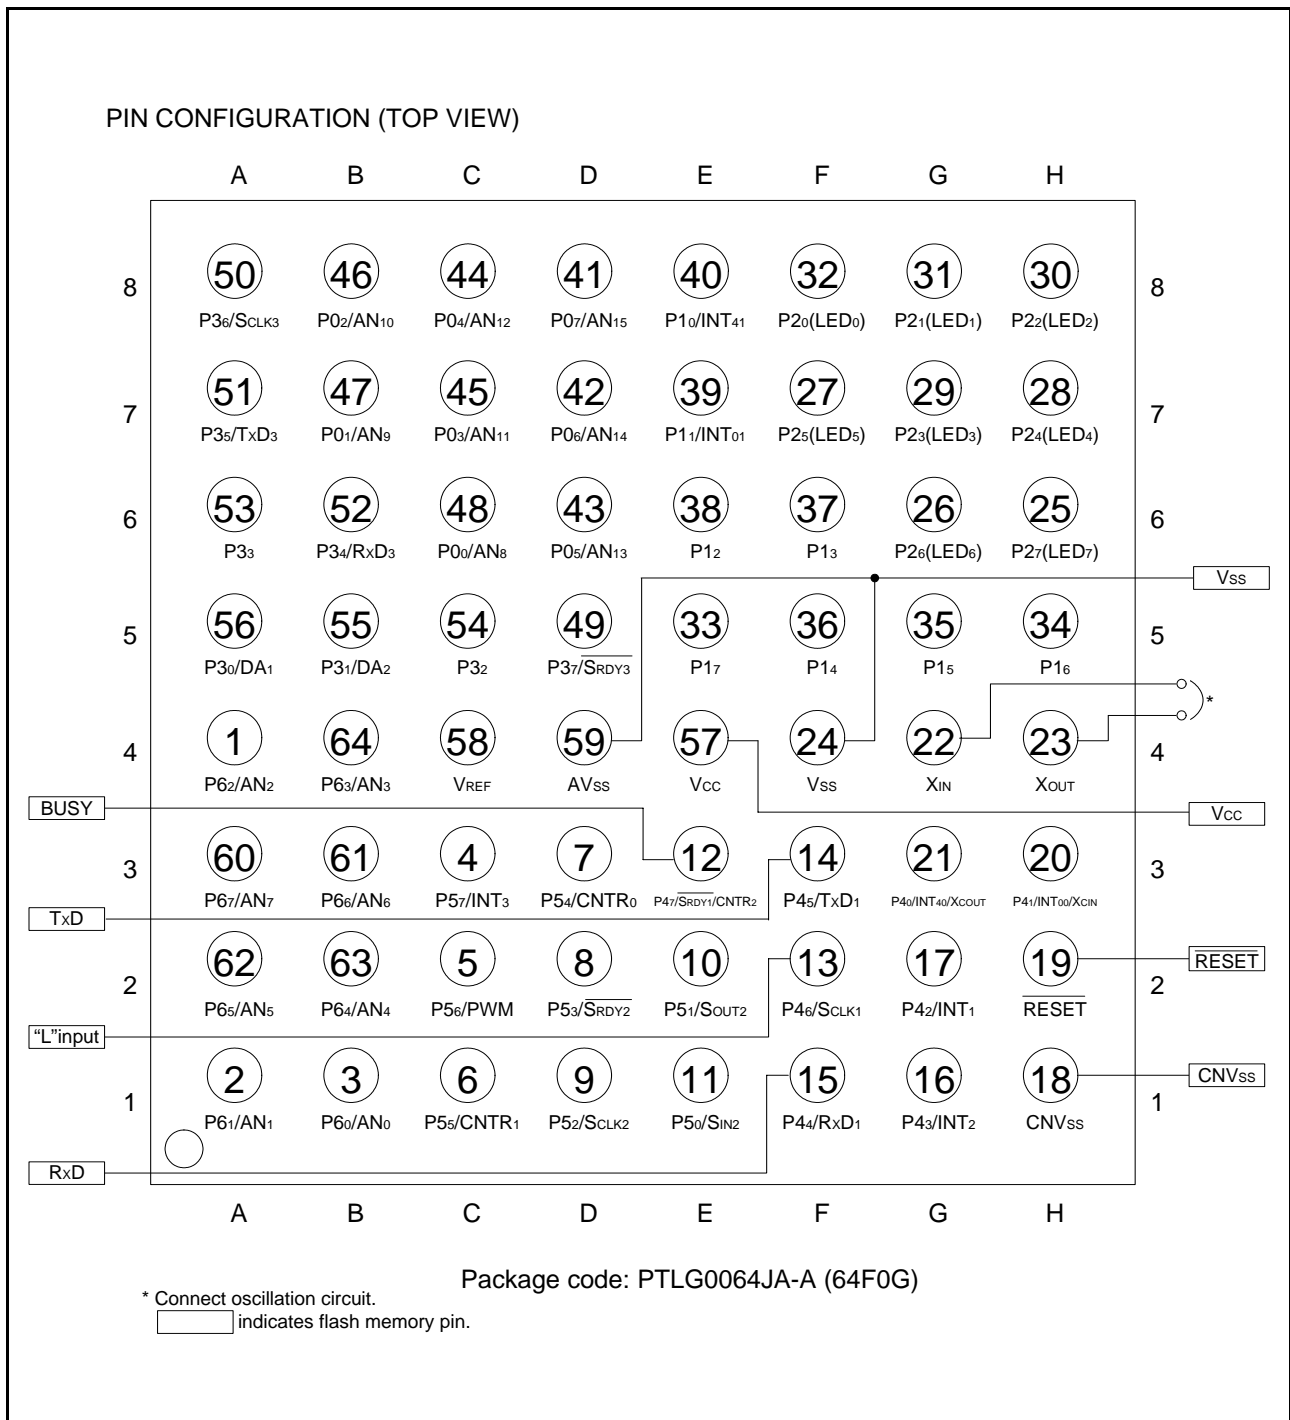 PIN CONFIGURATION (TOP VIEW)
A B C D E F G H
8 50 46 44 41 40 32 31 30 8
P36/SCLK3 P02/AN10 P04/AN12 P07/AN15 P10/INT41 P20(LED0) P21(LED1) P22(LED2)
7 51 47 45 42 39 27 29 28 7
P35/TxD3 P01/AN9 P03/AN11 P06/AN14 P11/INT01 P25(LED5) P23(LED3) P24(LED4)
6 53 52 48 43 38 37 26 25 6
P33 P34/RxD3 P00/AN8 P05/AN13 P12 P13 P26(LED6) P27(LED7)
Vss
5 56 55 54 49 33 36 35 34 5
P30/DA1 P31/DA2 P32 P37/SRDY3 P17 P14 P15 P16
*
4 1 64 58 59 57 24 22 23 4
P62/AN2 P63/AN3 VREF AVss Vcc Vss XIN XOUT
BUSY Vcc
3 60 61 4 7 12 14 21 20 3
P67/AN7 P66/AN6 P57/INT3 P54/CNTR0 P47/SRDY1/CNTR2 P45/TxD1 P40/INT40/XCOUT P41/INT00/XCIN
TxD
2 62 63 5 8 10 13 17 19 2 RESET
P65/AN5 P64/AN4 P56/PWM P53/SRDY2 P51/SOUT2 P46/SCLK1 P42/INT1 RESET
“L”input
1 2 3 6 9 11 15 16 18 1 CNVss
P61/AN1 P60/AN0 P55/CNTR1 P52/SCLK2 P50/SIN2 P44/RxD1 P43/INT2 CNVss
RxD
A B C D E F G H
Package code: PTLG0064JA-A (64F0G)
* Connect oscillation circuit.
indicates flash memory pin.